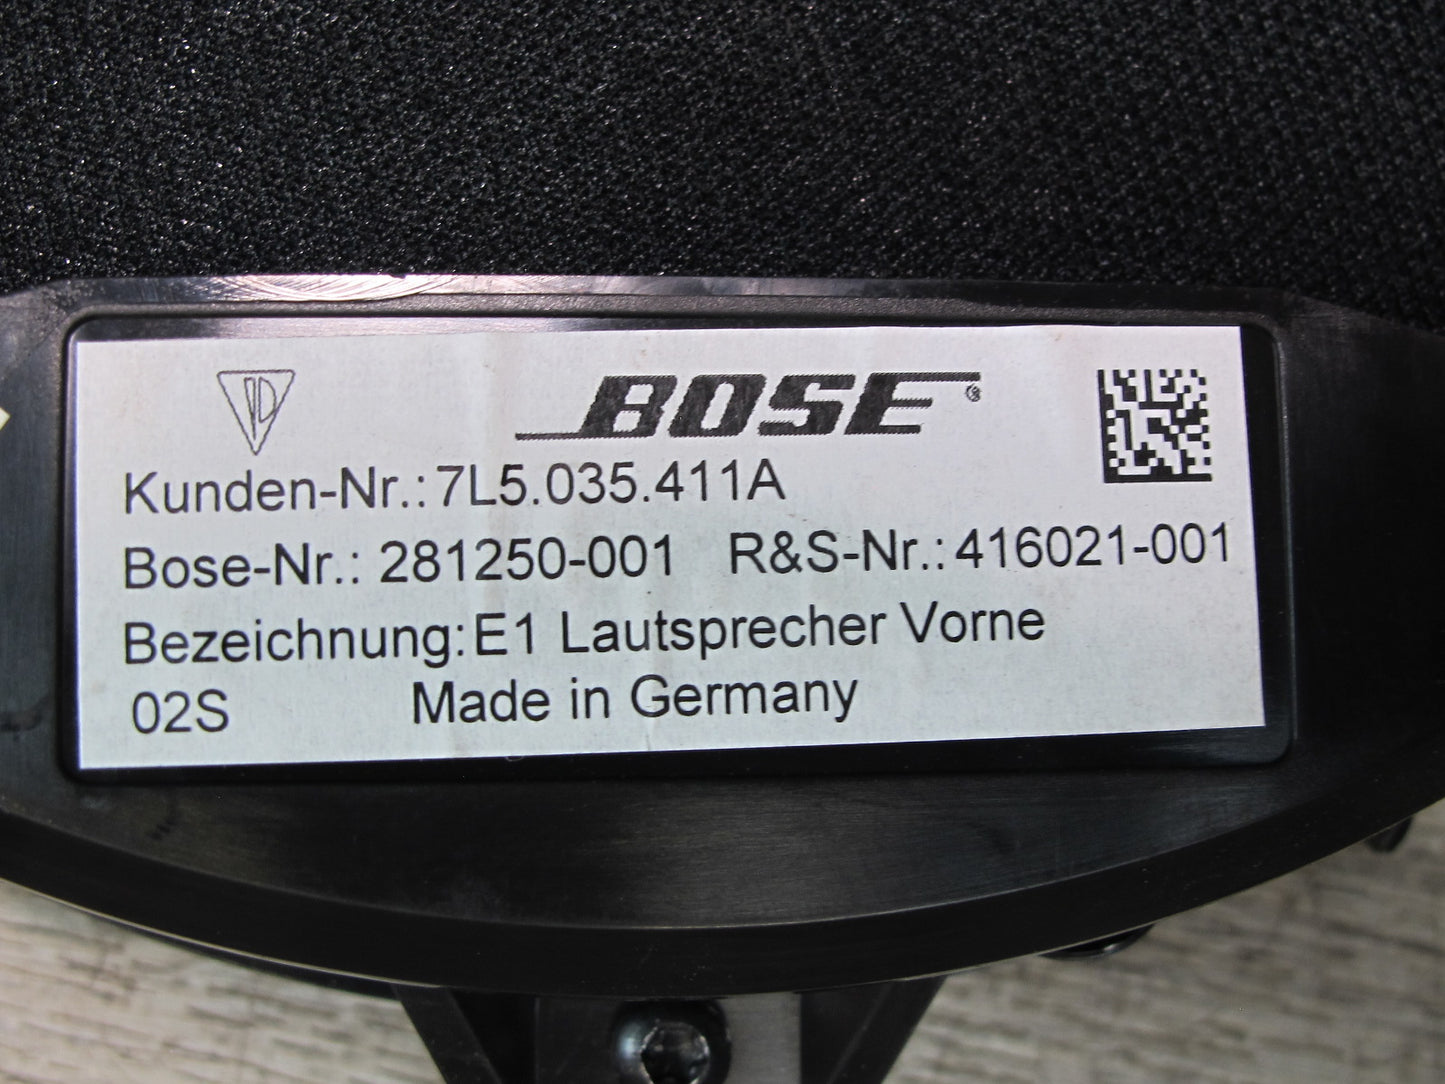 BOSE®
Kunden-Nr.: 7L5.035.411A
Bose-Nr.: 281250-001 R&S-Nr.: 416021-001
Bezeichnung: E1 Lautsprecher Vorne
02S Made in Germany